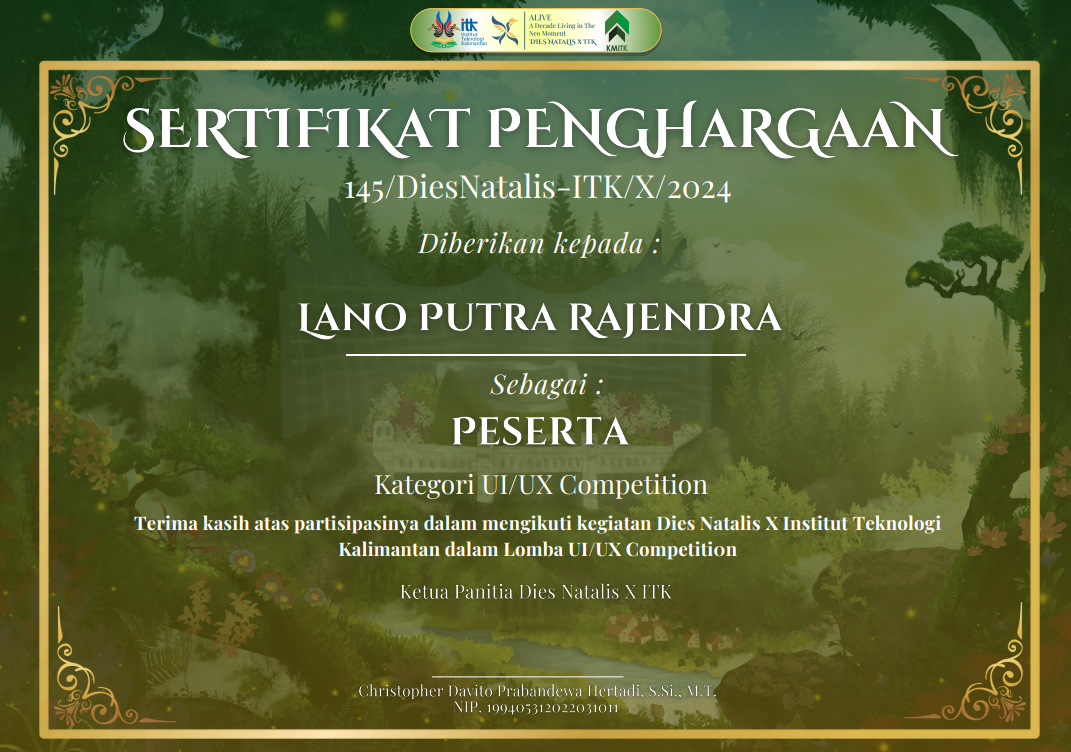 itk
Institut
Teknologi
Kalimantan
ALIVE
A Decade Living in The
Neo Moment
DIES NATALIS X ITK
KMITK
SERTIFIKAT PENGHARGAAN
145/DiesNatalis-ITK/X/2024
Diberikan kepada :
LANO PUTRA RAJENDRA
Sebagai :
PESERTA
Kategori UI/UX Competition
Terima kasih atas partisipasinya dalam mengikuti kegiatan Dies Natalis X Institut Teknologi
Kalimantan dalam Lomba UI/UX Competition
Ketua Panitia Dies Natalis X ITK
Christopher Davito Prabandewa Hertadi, S.Si., M.T.
NIP. 199405312022031011